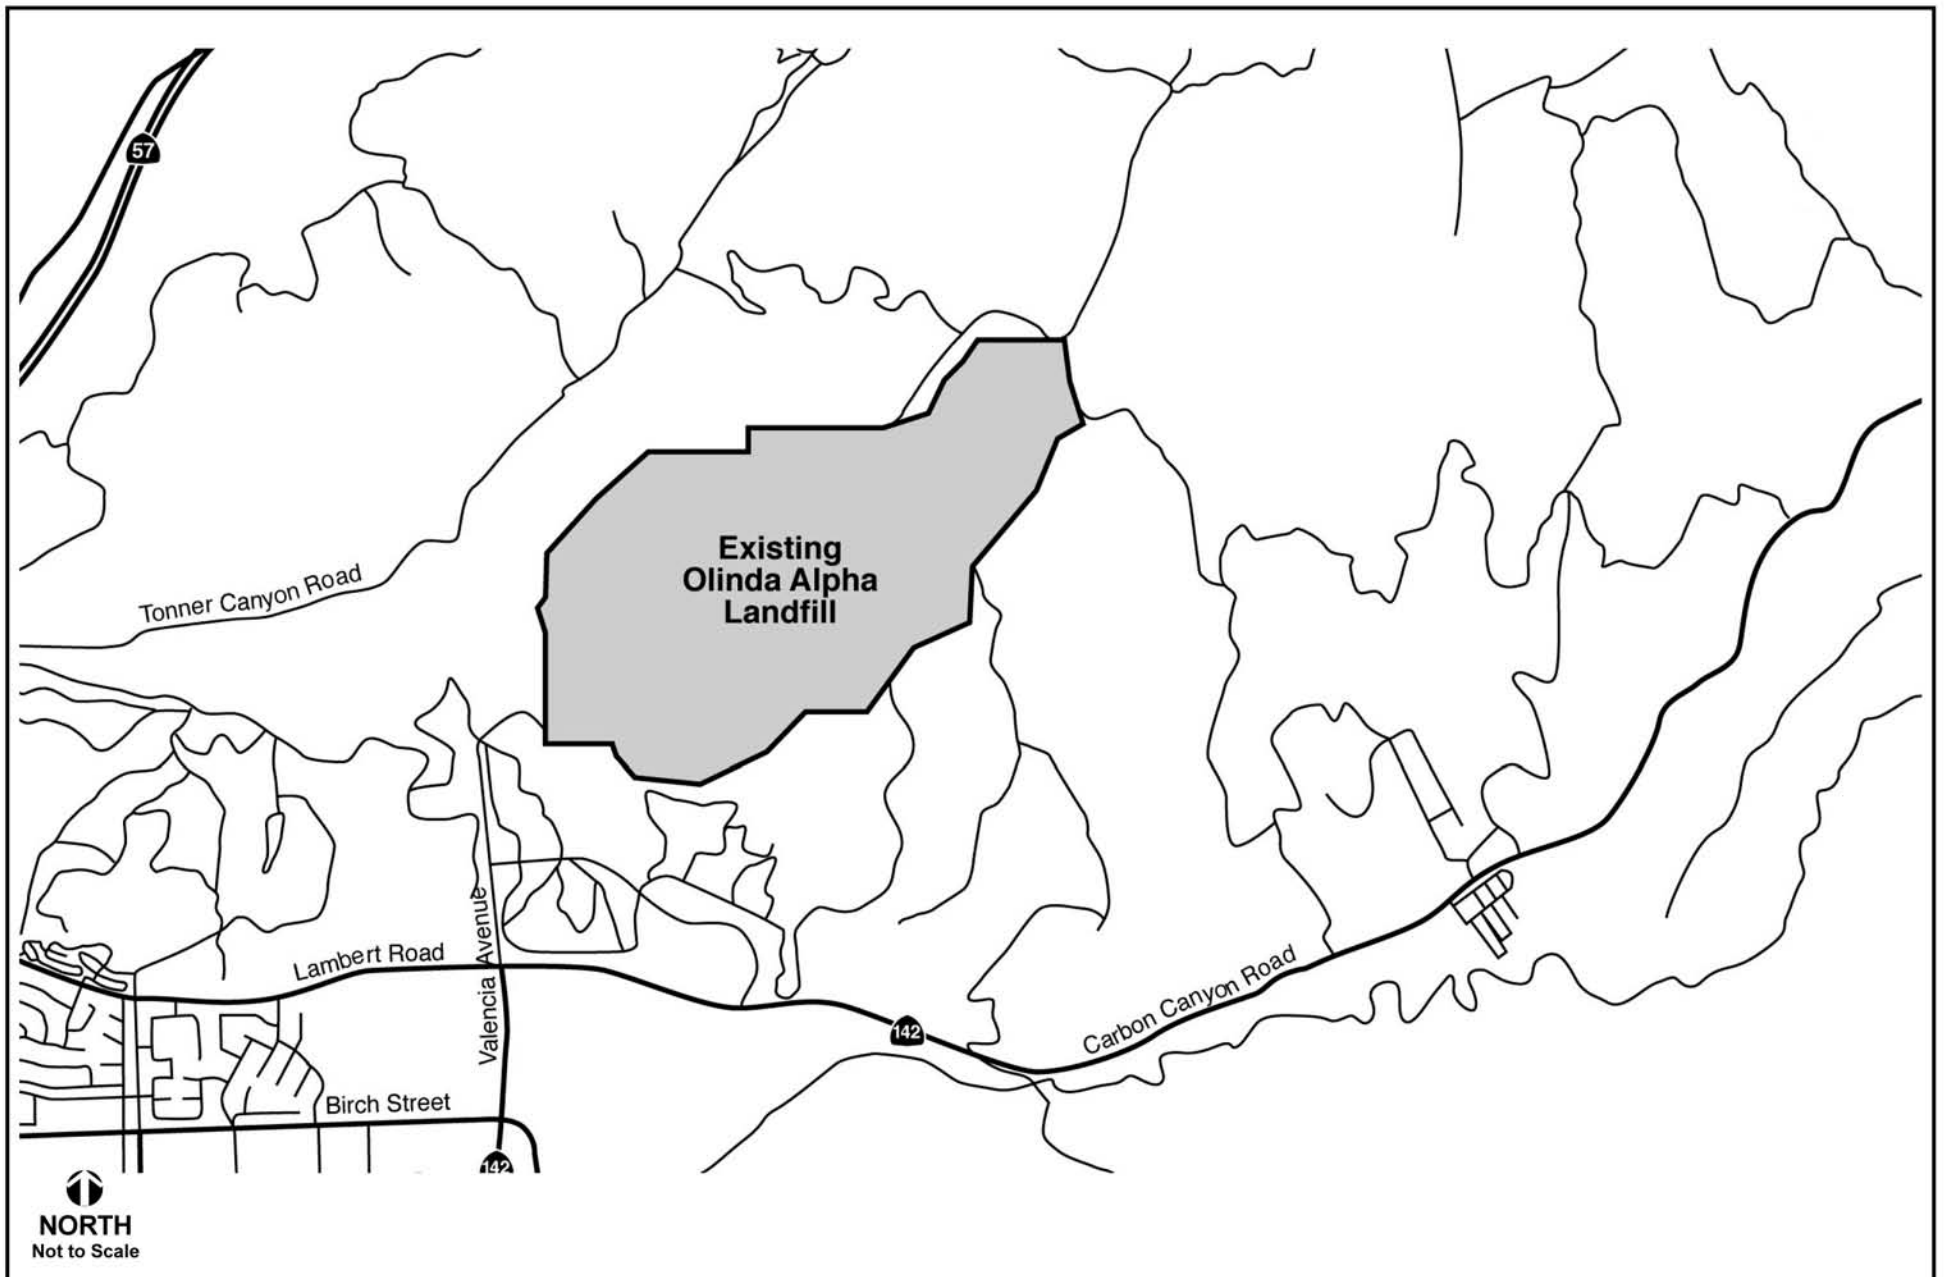 57
Existing
Olinda Alpha
Landfill
Tonner Canyon Road
Lambert Road
Valencia Avenue
142
Carbon Canyon Road
Birch Street
142
NORTH
Not to Scale